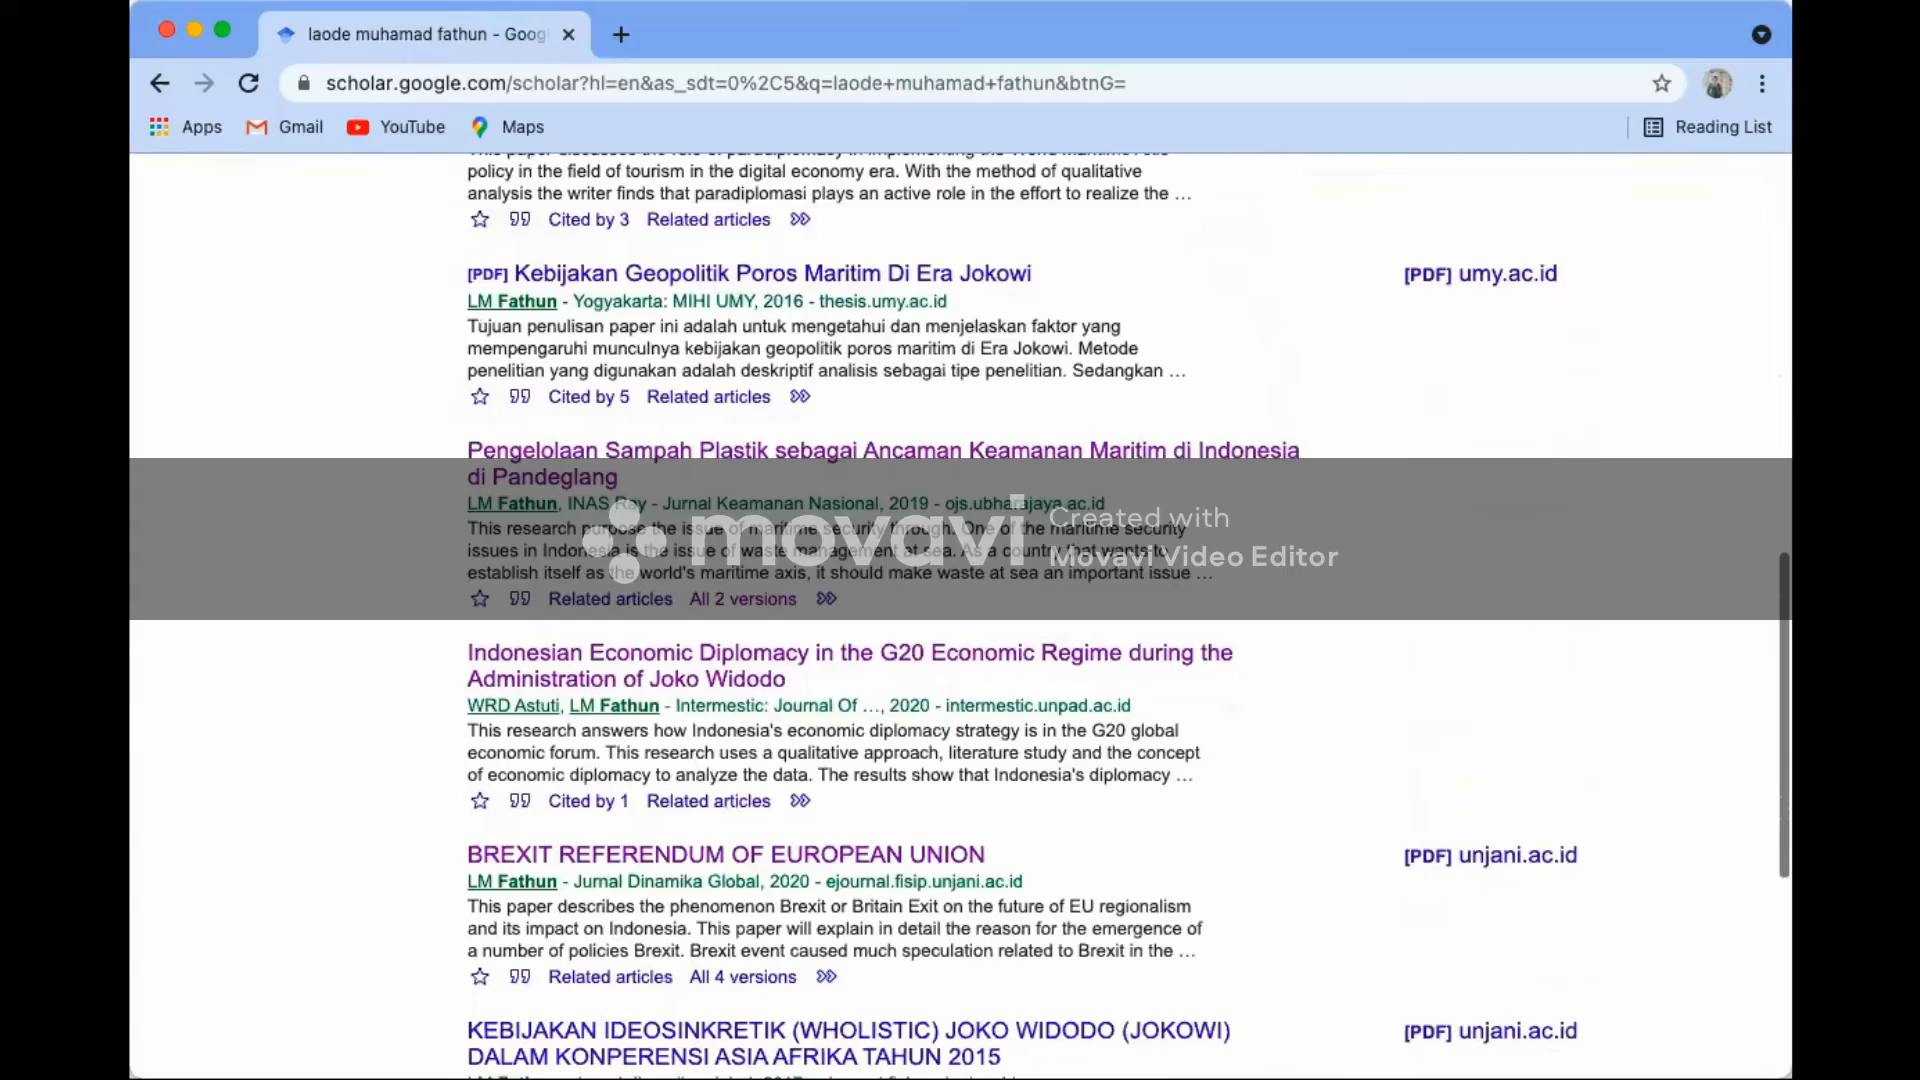 laode muhamad fathun - Goog
scholar.google.com/scholar?hl=en&as_sdt=0%2C5&q=laode+muhamad+fathun&btnG=
Apps Gmail YouTube Maps Reading List
policy in the field of tourism in the digital economy era. With the method of qualitative
analysis the writer finds that paradiplomasi plays an active role in the effort to realize the ...
Cited by 3 Related articles
[PDF] Kebijakan Geopolitik Poros Maritim Di Era Jokowi
[PDF] umy.ac.id
LM Fathun - Yogyakarta: MIHI UMY, 2016 - thesis.umy.ac.id
Tujuan penulisan paper ini adalah untuk mengetahui dan menjelaskan faktor yang
mempengaruhi munculnya kebijakan geopolitik poros maritim di Era Jokowi. Metode
penelitian yang digunakan adalah deskriptif analisis sebagai tipe penelitian. Sedangkan ...
Cited by 5 Related articles
Pengelolaan Sampah Plastik sebagai Ancaman Keamanan Maritim di Indonesia
di Pandeglang
LM Fathun, INAS Ray - Jurnal Keamanan Nasional, 2019 - ojs.ubharajaya.ac.id
This research purpose the issue of maritime security through. One of the maritime security
issues in Indonesia is the issue of waste management at sea. As a country that wants to
establish itself as the world's maritime axis, it should make waste at sea an important issue ...
Related articles All 2 versions
movavi
Created with
Movavi Video Editor
Indonesian Economic Diplomacy in the G20 Economic Regime during the
Administration of Joko Widodo
WRD Astuti, LM Fathun - Intermestic: Journal Of ..., 2020 - intermestic.unpad.ac.id
This research answers how Indonesia's economic diplomacy strategy is in the G20 global
economic forum. This research uses a qualitative approach, literature study and the concept
of economic diplomacy to analyze the data. The results show that Indonesia's diplomacy ...
Cited by 1 Related articles
BREXIT REFERENDUM OF EUROPEAN UNION
[PDF] unjani.ac.id
LM Fathun - Jurnal Dinamika Global, 2020 - ejournal.fisip.unjani.ac.id
This paper describes the phenomenon Brexit or Britain Exit on the future of EU regionalism
and its impact on Indonesia. This paper will explain in detail the reason for the emergence of
a number of policies Brexit. Brexit event caused much speculation related to Brexit in the ...
Related articles All 4 versions
KEBIJAKAN IDEOSINKRETIK (WHOLISTIC) JOKO WIDODO (JOKOWI)
DALAM KONPERENSI ASIA AFRIKA TAHUN 2015
[PDF] unjani.ac.id